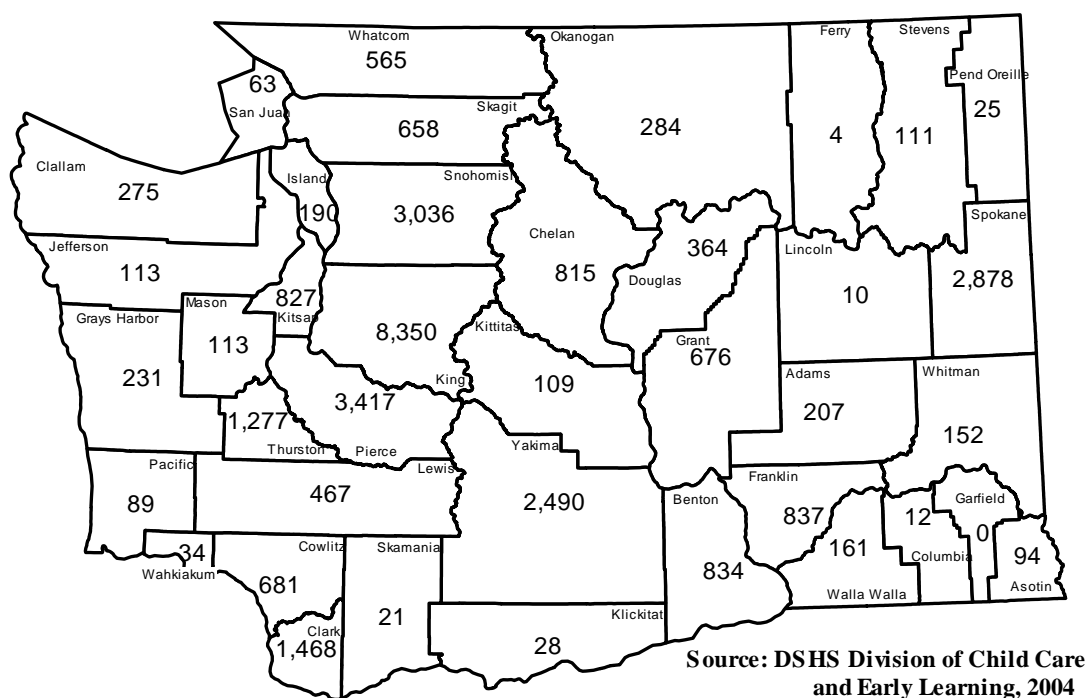 Whatcom
565
Okanogan
284
Ferry
4
Stevens
111
Pend Oreille
25
63
San Juan
Skagit
658
Clallam
275
Island
190
Snohomisl
3,036
Chelan
815
364
Douglas
Lincoln
10
Spokane
2,878
Jefferson
113
827
Kitsap
8,350
King
Mason
113
Grays Harbor
231
Kittitas
109
Grant
676
Adams
207
Whitman
152
1,277
Thurston
3,417
Pierce
Lewis
467
Yakima
2,490
Pacific
89
Benton
834
Franklin
837
161
Walla Walla
12
Columbia
Garfield
0
94
Asotin
34
Wahkiakum
Cowlitz
681
Skamania
21
Clark
1,468
Klickitat
28
Source: DSHS Division of Child Care
and Early Learning, 2004